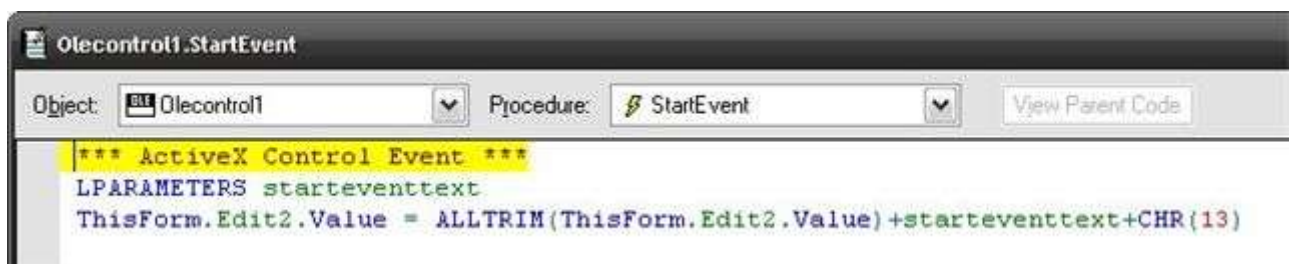 Olecontrol1.StartEvent
Object: OLE Olecontrol1 Procedure: StartEvent View Parent Code
*** ActiveX Control Event ***
LPARAMETERS starteventtext
ThisForm.Edit2.Value = ALLTRIM(ThisForm.Edit2.Value)+starteventtext+CHR(13)